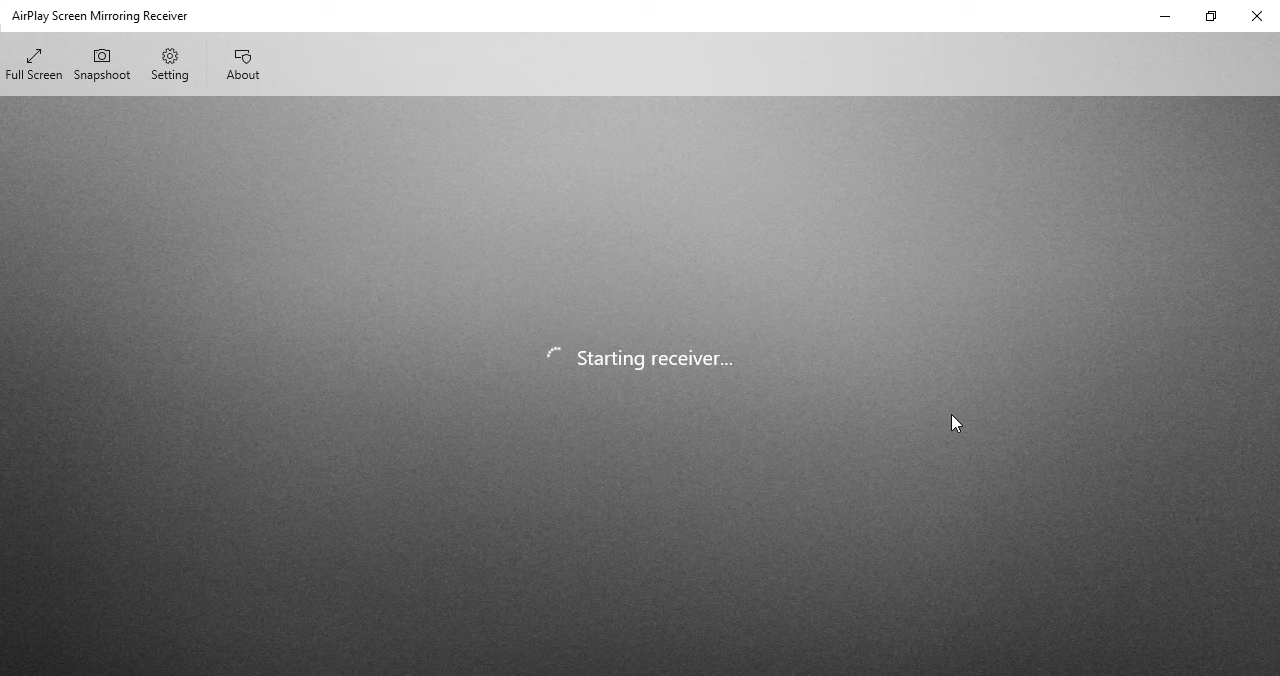 AirPlay Screen Mirroring Receiver
Full Screen
Snapshoot
Setting
About
Starting receiver...